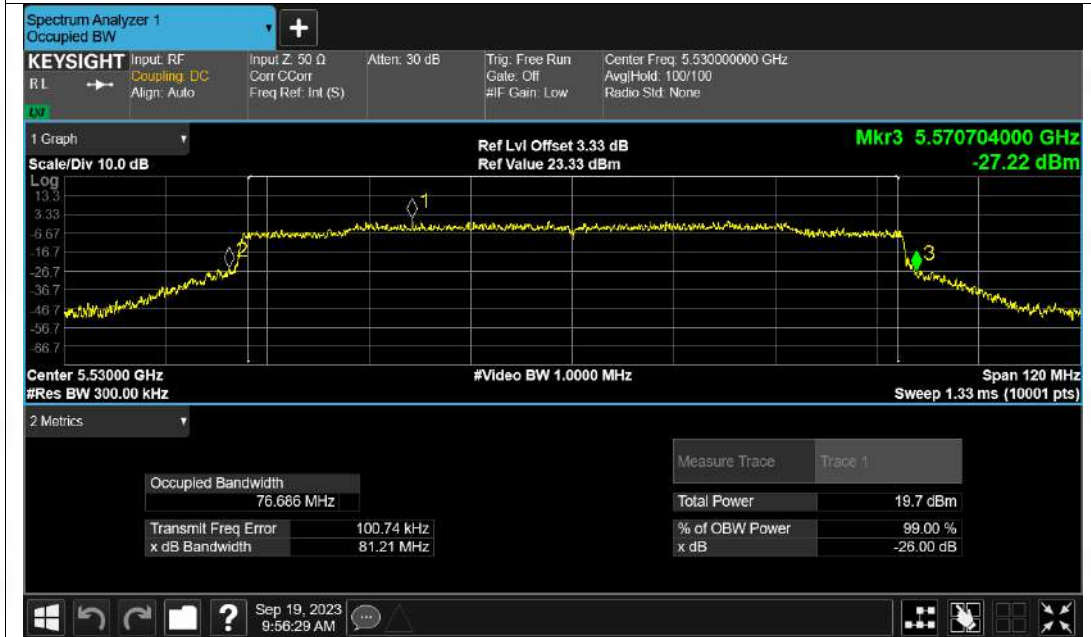 Spectrum Analyzer 1
Occupied BW
+
KEYSIGHT Input: RF Input Z: 50 Ω Atten: 30 dB Trig: Free Run Center Freq: 5.530000000 GHz
R L Coupling: DC Corr CCorr Gate: Off Avg|Hold: 100/100
Align: Auto Freq Ref: Int (S) #IF Gain: Low Radio Std: None
LXI
1 Graph Ref Lvl Offset 3.33 dB Mkr3 5.570704000 GHz
Scale/Div 10.0 dB Ref Value 23.33 dBm -27.22 dBm
Log
13.3
3.33
-6.67
-16.7
-26.7
-36.7
-46.7
-56.7
-66.7
1
2
3
Center 5.53000 GHz #Video BW 1.0000 MHz Span 120 MHz
#Res BW 300.00 kHz Sweep 1.33 ms (10001 pts)
2 Metrics
Measure Trace Trace 1
Occupied Bandwidth
76.686 MHz Total Power 19.7 dBm
Transmit Freq Error 100.74 kHz % of OBW Power 99.00 %
x dB Bandwidth 81.21 MHz x dB -26.00 dB
? Sep 19, 2023
9:56:29 AM